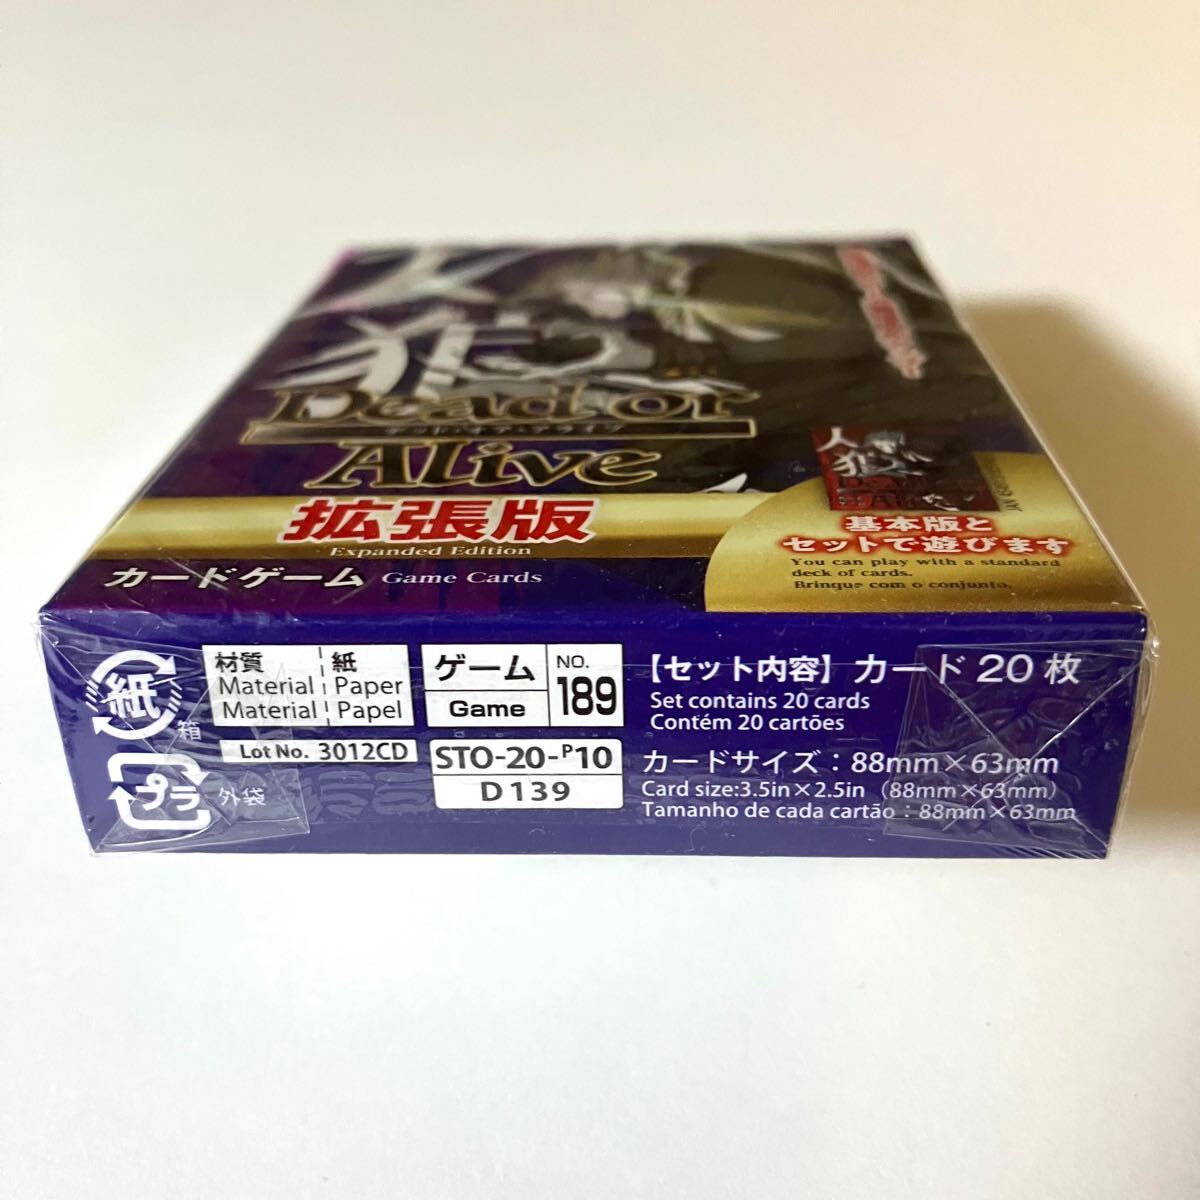 狼
Dead or
デッド・オア・アライブ
Alive
拡張版
Expanded Edition
カードゲーム Game Cards
人狼
基本版と
セットで遊びます
You can play with a standard
deck of cards.
Brinque com o conjunto.
紙
箱
プラ
外袋
材質 紙
Material Paper
Material Papel
Lot No. 3012CD
ゲーム
Game
NO.
189
STO-20-P10
D139
【セット内容】カード20枚
Set contains 20 cards
Contém 20 cartões
カードサイズ：88mm×63mm
Card size:3.5in×2.5in （88mm×63mm）
Tamanho de cada cartão：88mm×63mm